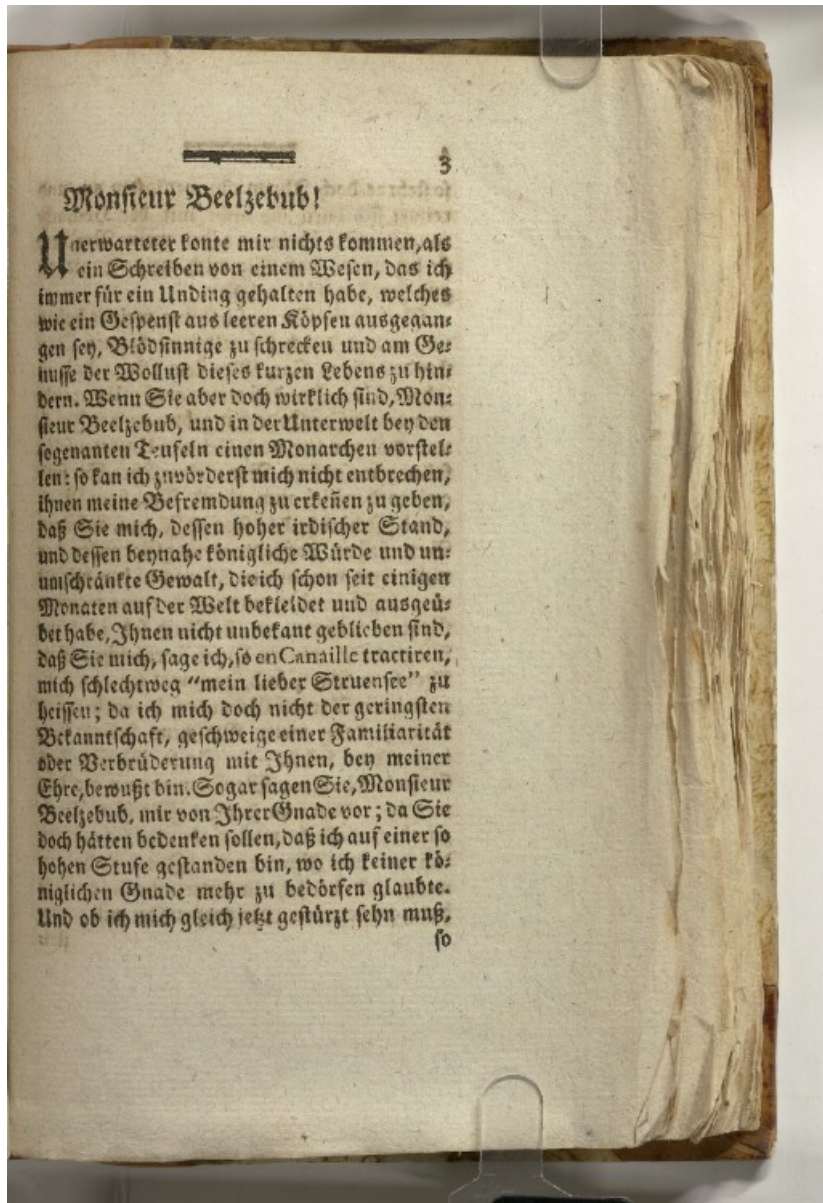 3
Monsieur Beelzebub!
Unerwarteter konte mir nichts kommen, als
ein Schreiben von einem Wesen, das ich
immer für ein Unding gehalten habe, welches
wie ein Gespenst aus leeren Köpfen ausgegan⸗
gen sey, Blödsinnige zu schrecken und am Ge⸗
nusse der Wollust dieses kurzen Lebens zu hin⸗
dern. Wenn Sie aber doch wirklich sind, Mon⸗
sieur Beelzebub, und in der Unterwelt bey den
sogenanten Teufeln einen Monarchen vorstel⸗
len: so kan ich zuvörderst mich nicht entbrechen,
ihnen meine Befremdung zu erkeñen zu geben,
daß Sie mich, dessen hoher irdischer Stand,
und dessen beynahe königliche Würde und un⸗
umschränkte Gewalt, die ich schon seit einigen
Monaten auf der Welt bekleidet und ausgeü⸗
bet habe, Ihnen nicht unbekant geblieben sind,
daß Sie mich, sage ich, so en Canaille tractiren,
mich schlechtweg “mein lieber Struensee” zu
heissen; da ich mich doch nicht der geringsten
Bekanntschaft, geschweige einer Familiarität
oder Verbrüderung mit Ihnen, bey meiner
Ehre, bewußt bin. Sogar sagen Sie, Monsieur
Beelzebub, mir von Ihrer Gnade vor; da Sie
doch hätten bedenken sollen, daß ich auf einer so
hohen Stufe gestanden bin, wo ich keiner kö⸗
niglichen Gnade mehr zu bedörfen glaubte.
Und ob ich mich gleich jetzt gestürzt sehn muß,
so